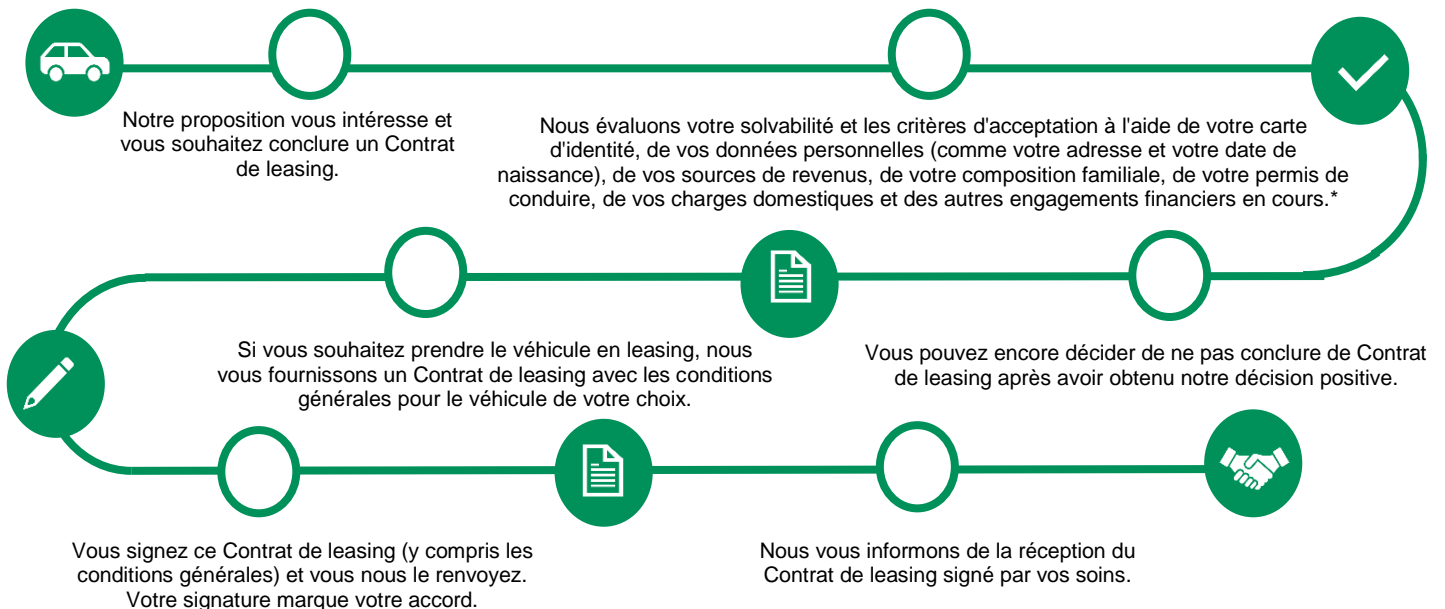 Notre proposition vous intéresse et
vous souhaitez conclure un Contrat
de leasing.
Nous évaluons votre solvabilité et les critères d'acceptation à l'aide de votre carte
d'identité, de vos données personnelles (comme votre adresse et votre date de
naissance), de vos sources de revenus, de votre composition familiale, de votre permis de
conduire, de vos charges domestiques et des autres engagements financiers en cours.*
Vous pouvez encore décider de ne pas conclure de Contrat
de leasing après avoir obtenu notre décision positive.
Si vous souhaitez prendre le véhicule en leasing, nous
vous fournissons un Contrat de leasing avec les conditions
générales pour le véhicule de votre choix.
Vous signez ce Contrat de leasing (y compris les
conditions générales) et vous nous le renvoyez.
Votre signature marque votre accord.
Nous vous informons de la réception du
Contrat de leasing signé par vos soins.